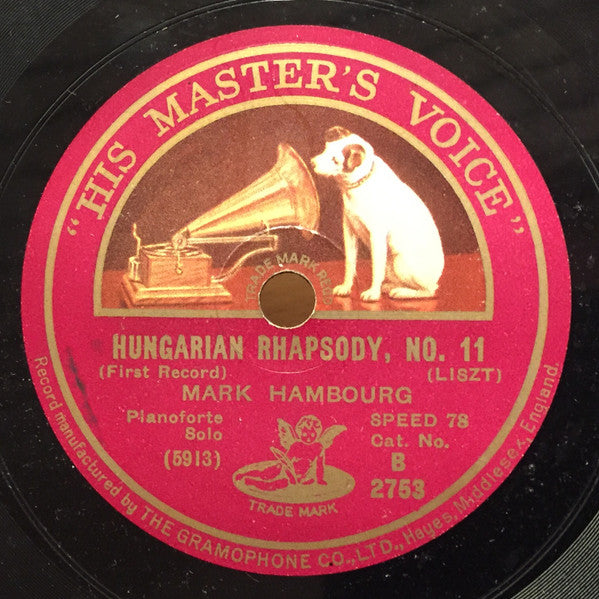 "HIS MASTER'S VOICE"
TRADE MARK REGD
HUNGARIAN RHAPSODY, NO. 11
(First Record) (LISZT)
MARK HAMBOURG
Pianoforte SPEED 78
Solo Cat. No.
(5913) B
2753
TRADE MARK
Record manufactured by THE GRAMOPHONE CO., LTD., Hayes, Middlesex, England.